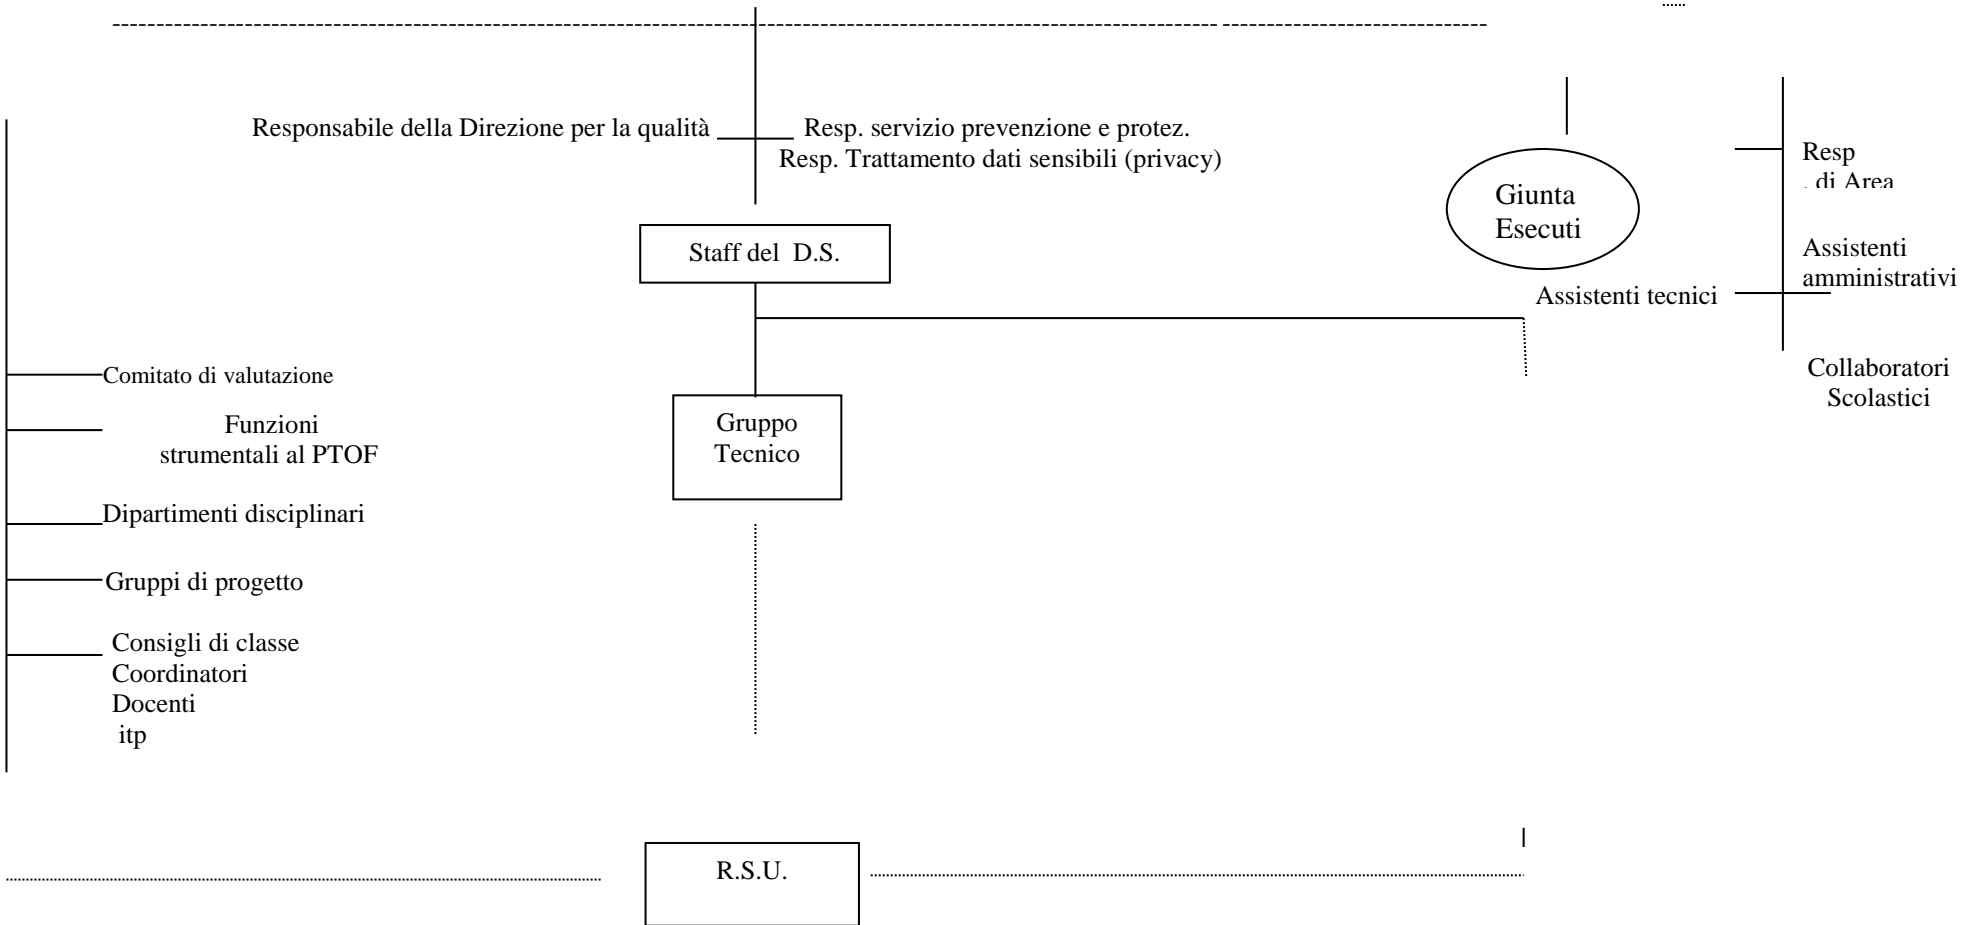 Responsabile della Direzione per la qualità
Resp. servizio prevenzione e protez.
Resp. Trattamento dati sensibili (privacy)
Resp
. di Area
Giunta
Esecuti
Staff del D.S.
Assistenti
amministrativi
Assistenti tecnici
Collaboratori
Scolastici
Comitato di valutazione
Funzioni
strumentali al PTOF
Gruppo
Tecnico
Dipartimenti disciplinari
Gruppi di progetto
Consigli di classe
Coordinatori
Docenti
itp
R.S.U.